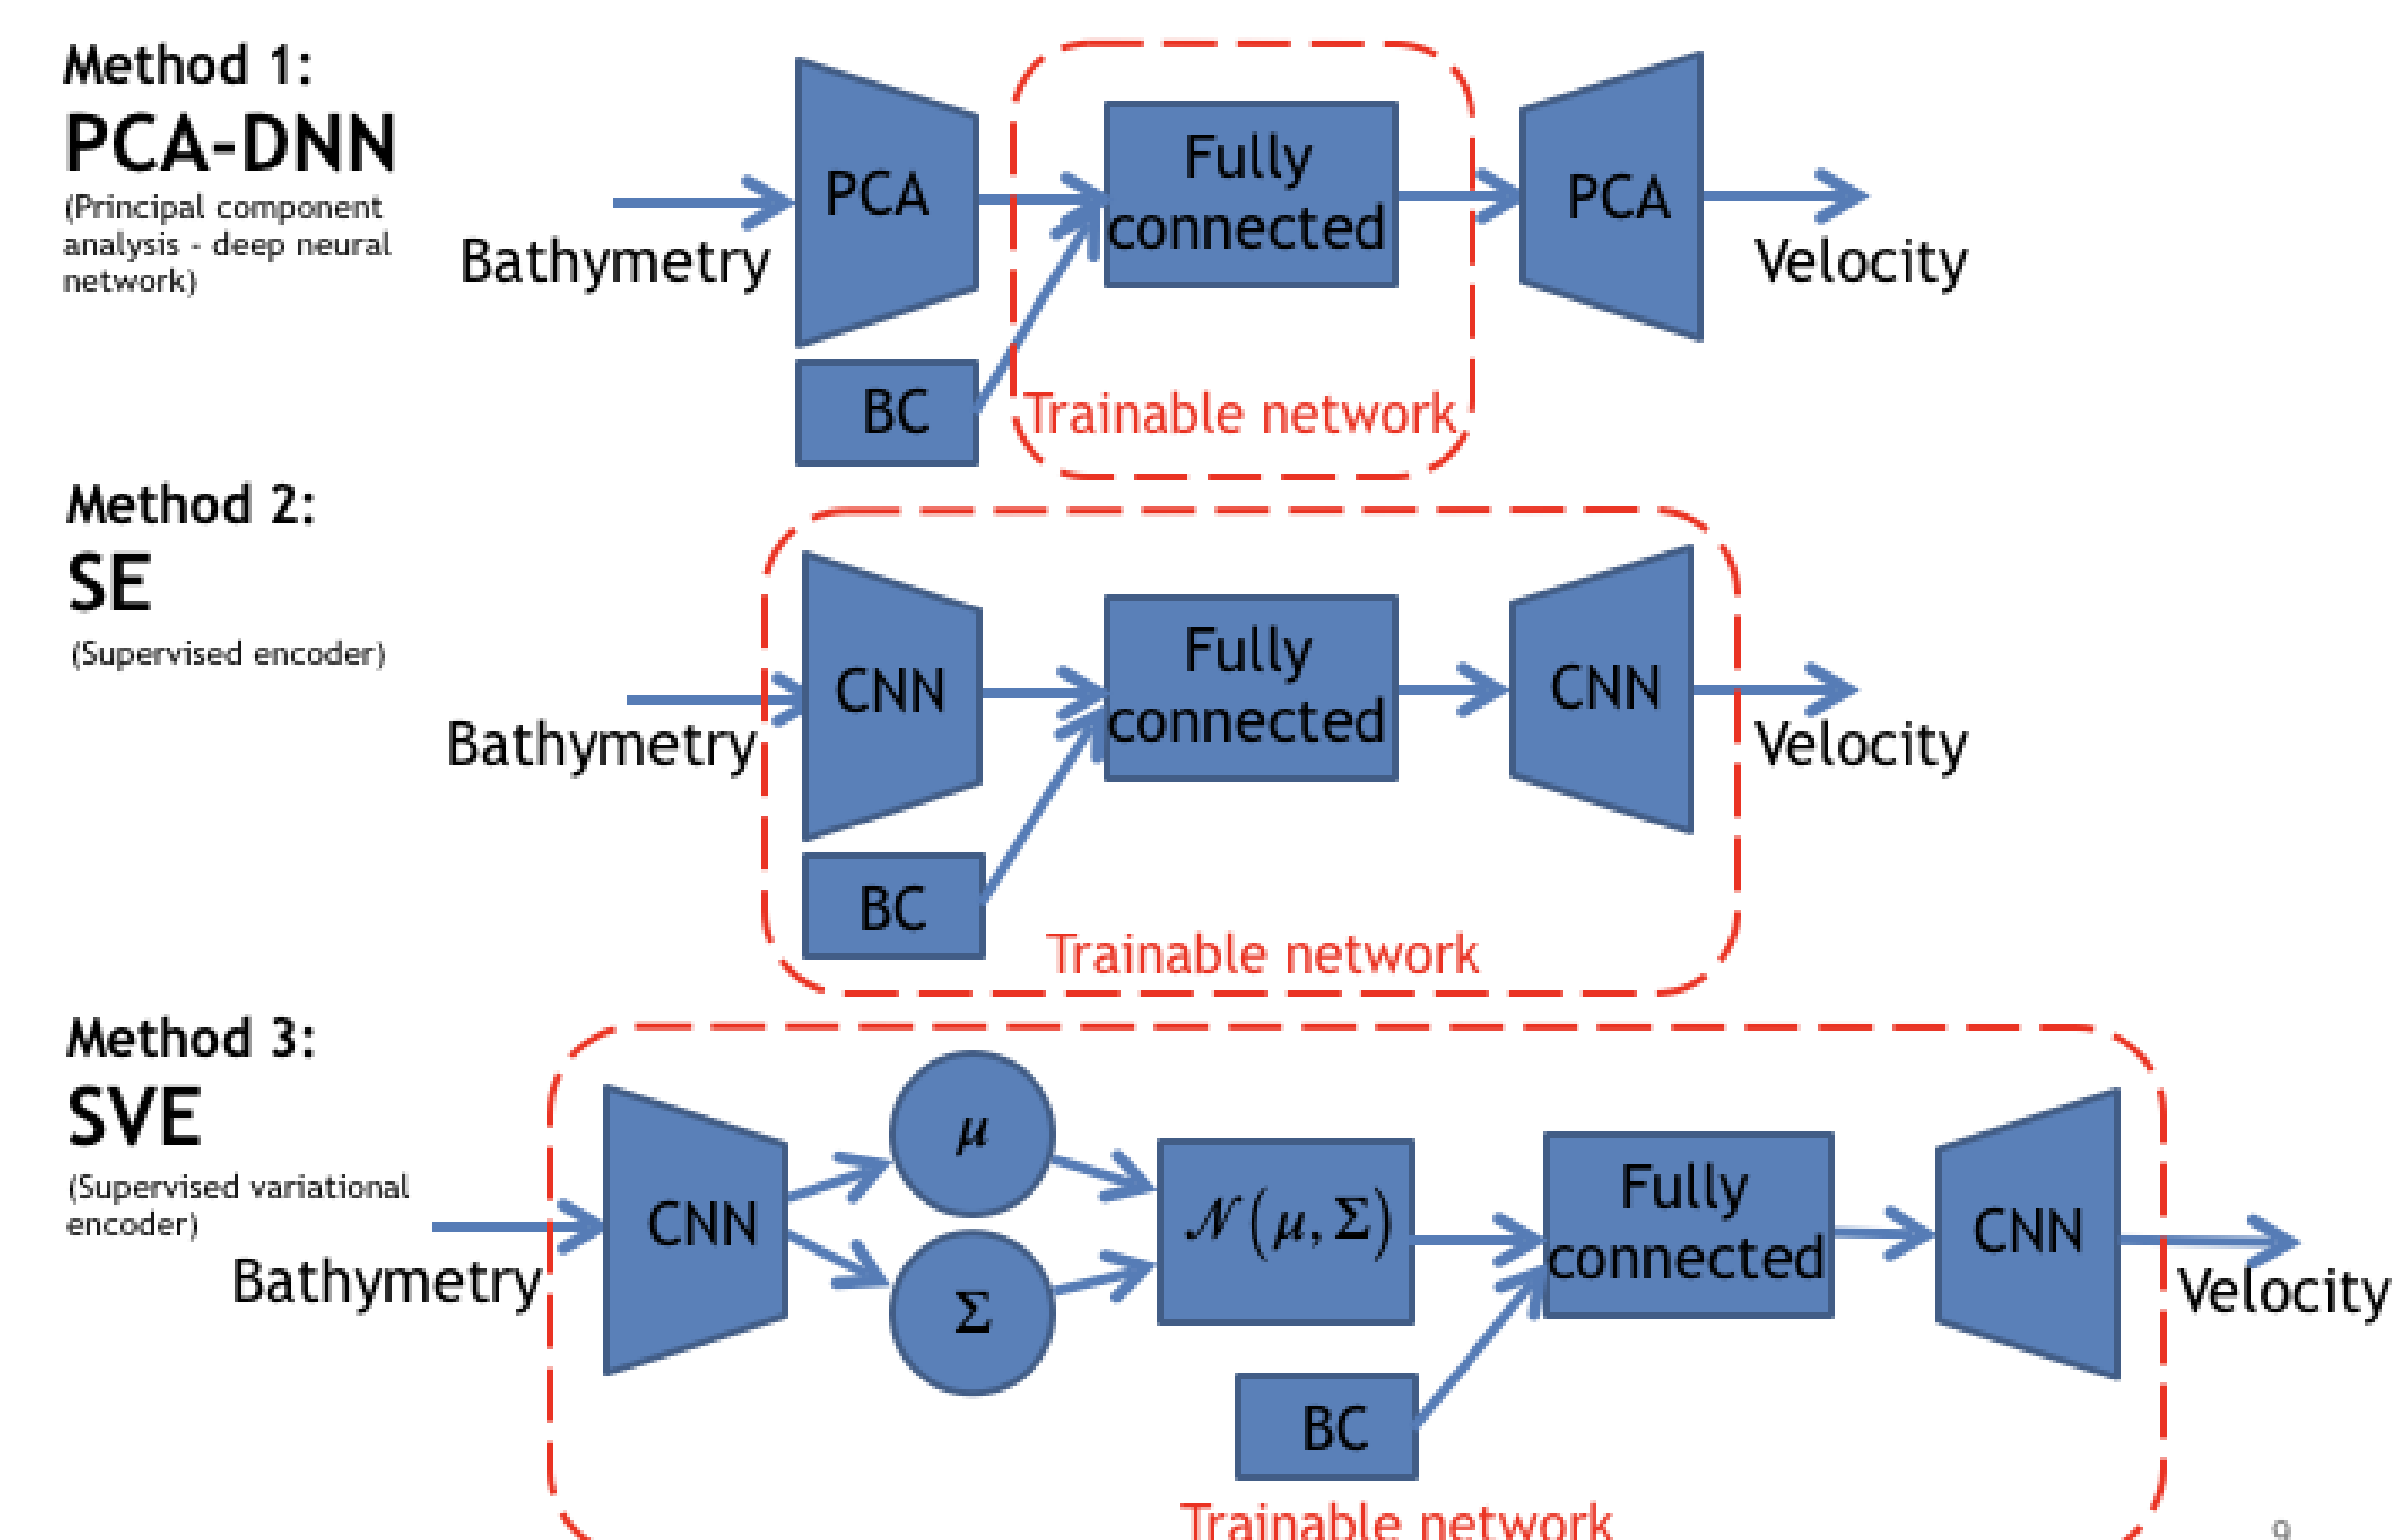 Method 1:
PCA-DNN
(Principal component
analysis - deep neural
network)
Bathymetry
PCA
BC
Fully
connected
Trainable network
PCA
Velocity
Method 2:
SE
(Supervised encoder)
Bathymetry
CNN
BC
Fully
connected
Trainable network
CNN
Velocity
Method 3:
SVE
(Supervised variational
encoder)
Bathymetry
CNN
μ
Σ
𝒩(μ, Σ)
BC
Fully
connected
CNN
Velocity
Trainable network
9